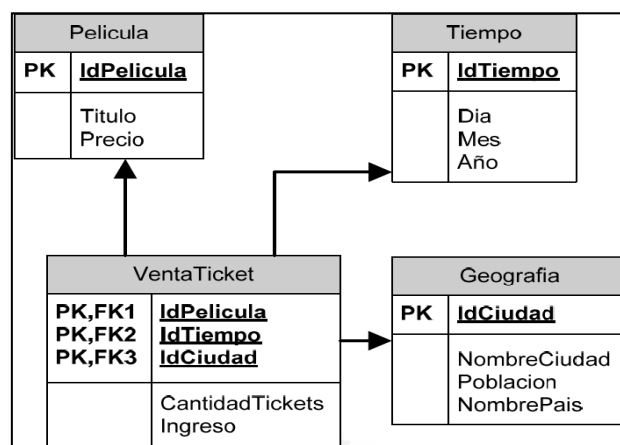 Pelicula
PK IdPelicula
Titulo
Precio
Tiempo
PK IdTiempo
Dia
Mes
Año
VentaTicket
PK,FK1 IdPelicula
PK,FK2 IdTiempo
PK,FK3 IdCiudad
CantidadTickets
Ingreso
Geografia
PK IdCiudad
NombreCiudad
Poblacion
NombrePais